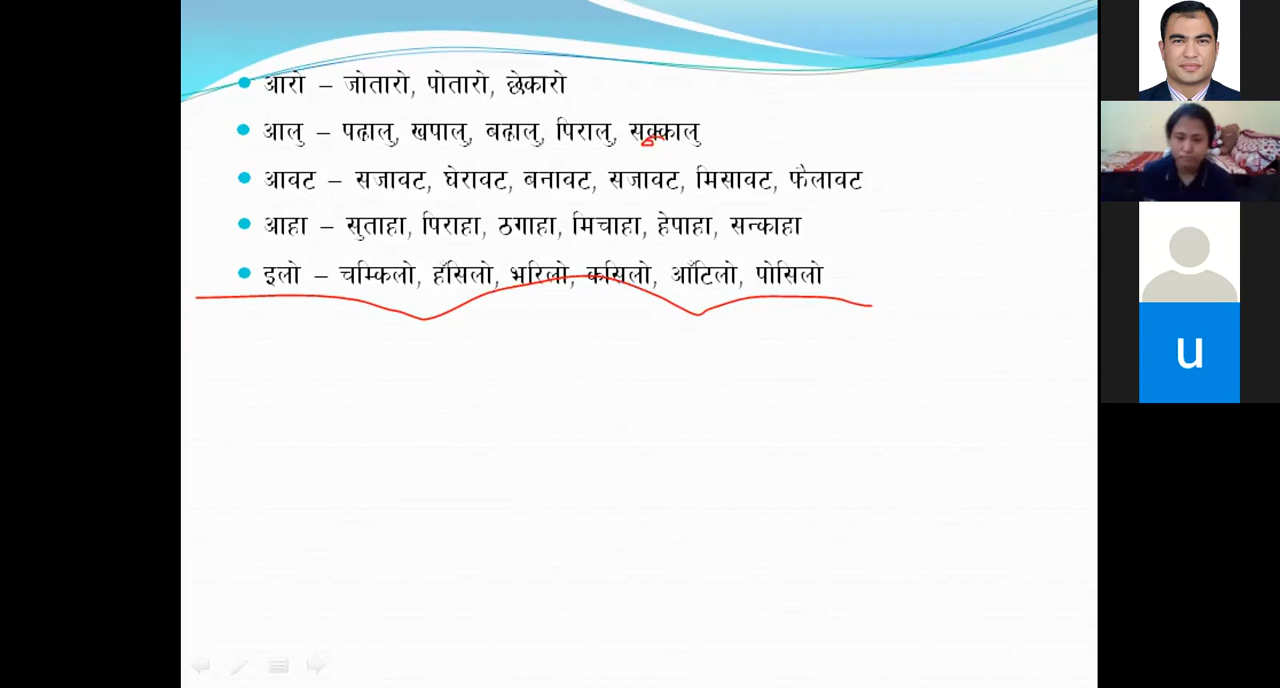 • आरो – जोतारो, पोतारो, छेकारो
• आलु – पढालु, खपालु, बढालु, पिरालु, सक्कालु
• आवट – सजावट, घेरावट, बनावट, सजावट, मिसावट, फैलावट
• आहा – सुताहा, पिराहा, ठगाहा, मिचाहा, हेपाहा, सन्काहा
• इलो – चम्किलो, हँसिलो, भरिलो, कसिलो, आँटिलो, पोसिलो
u